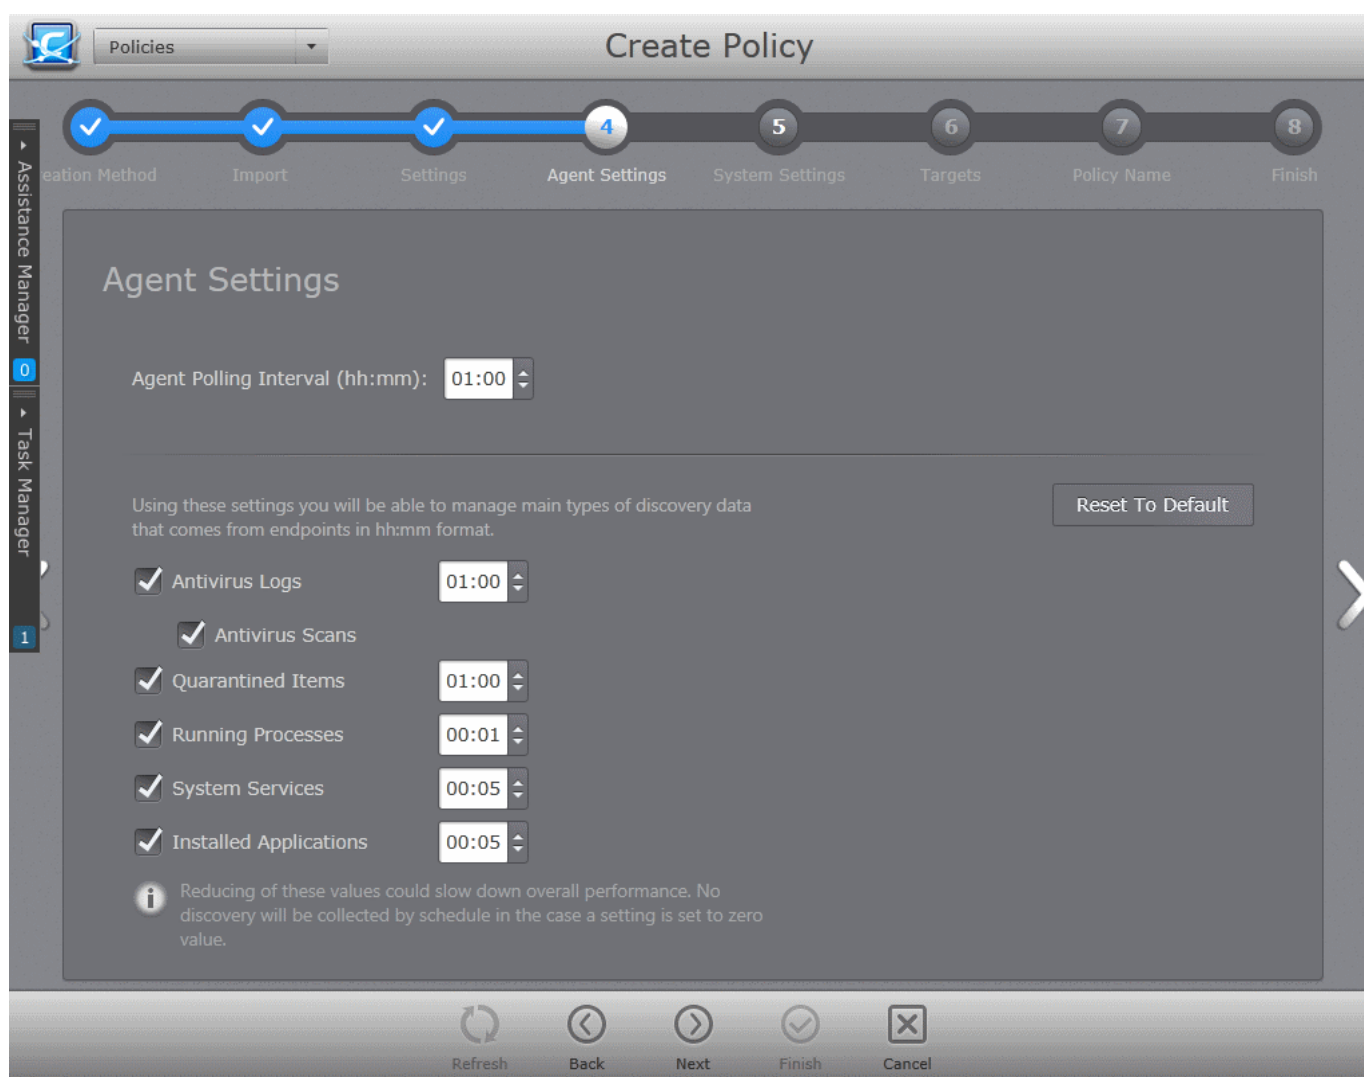 Policies
Create Policy
4
5
6
7
8
eation Method
Import
Settings
Agent Settings
System Settings
Targets
Policy Name
Finish
Assistance Manager
0
Task Manager
1
Agent Settings
Agent Polling Interval (hh:mm):
01:00
Using these settings you will be able to manage main types of discovery data
that comes from endpoints in hh:mm format.
Reset To Default
Antivirus Logs
01:00
Antivirus Scans
Quarantined Items
01:00
Running Processes
00:01
System Services
00:05
Installed Applications
00:05
Reducing of these values could slow down overall performance. No
discovery will be collected by schedule in the case a setting is set to zero
value.
Refresh
Back
Next
Finish
Cancel